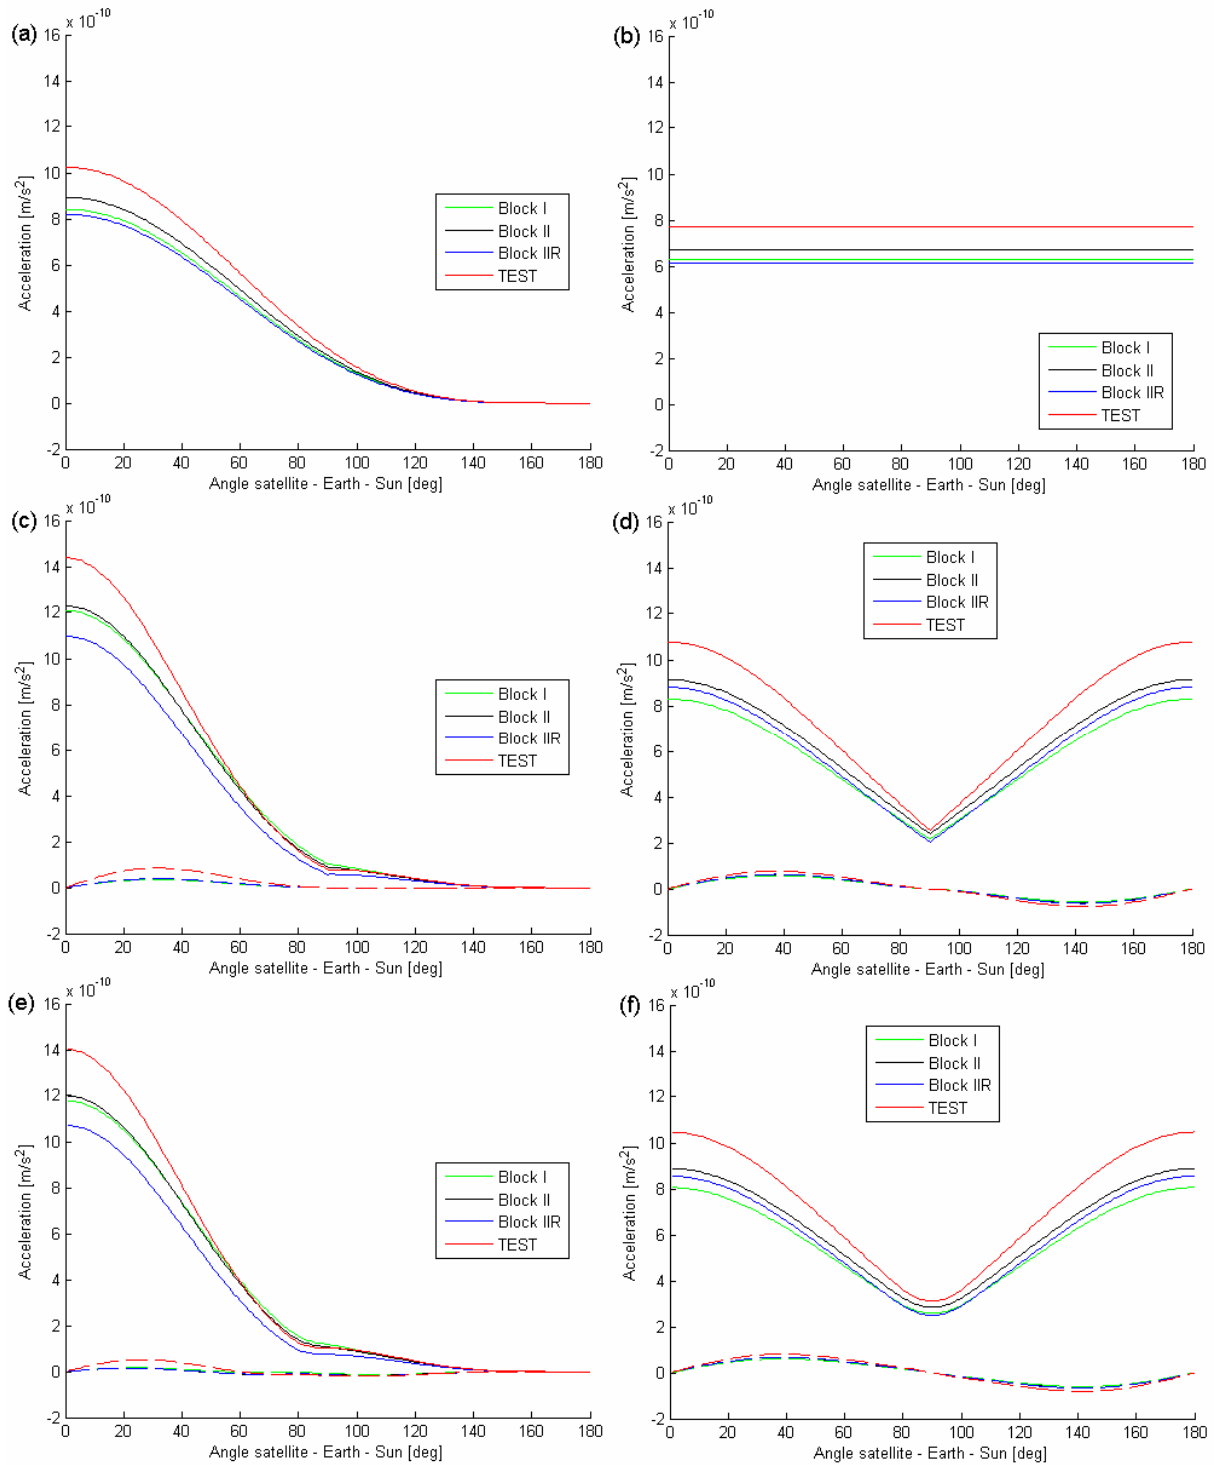 (a)
x 10^-10
16
14
12
10
8
6
4
2
0
-2
Acceleration [m/s^2]
Block I
Block II
Block IIR
TEST
0 20 40 60 80 100 120 140 160 180
Angle satellite - Earth - Sun [deg]
(b)
x 10^-10
16
14
12
10
8
6
4
2
0
-2
Acceleration [m/s^2]
Block I
Block II
Block IIR
TEST
0 20 40 60 80 100 120 140 160 180
Angle satellite - Earth - Sun [deg]
(c)
x 10^-10
16
14
12
10
8
6
4
2
0
-2
Acceleration [m/s^2]
Block I
Block II
Block IIR
TEST
0 20 40 60 80 100 120 140 160 180
Angle satellite - Earth - Sun [deg]
(d)
x 10^-10
16
14
12
10
8
6
4
2
0
-2
Acceleration [m/s^2]
Block I
Block II
Block IIR
TEST
0 20 40 60 80 100 120 140 160 180
Angle satellite - Earth - Sun [deg]
(e)
x 10^-10
16
14
12
10
8
6
4
2
0
-2
Acceleration [m/s^2]
Block I
Block II
Block IIR
TEST
0 20 40 60 80 100 120 140 160 180
Angle satellite - Earth - Sun [deg]
(f)
x 10^-10
16
14
12
10
8
6
4
2
0
-2
Acceleration [m/s^2]
Block I
Block II
Block IIR
TEST
0 20 40 60 80 100 120 140 160 180
Angle satellite - Earth - Sun [deg]